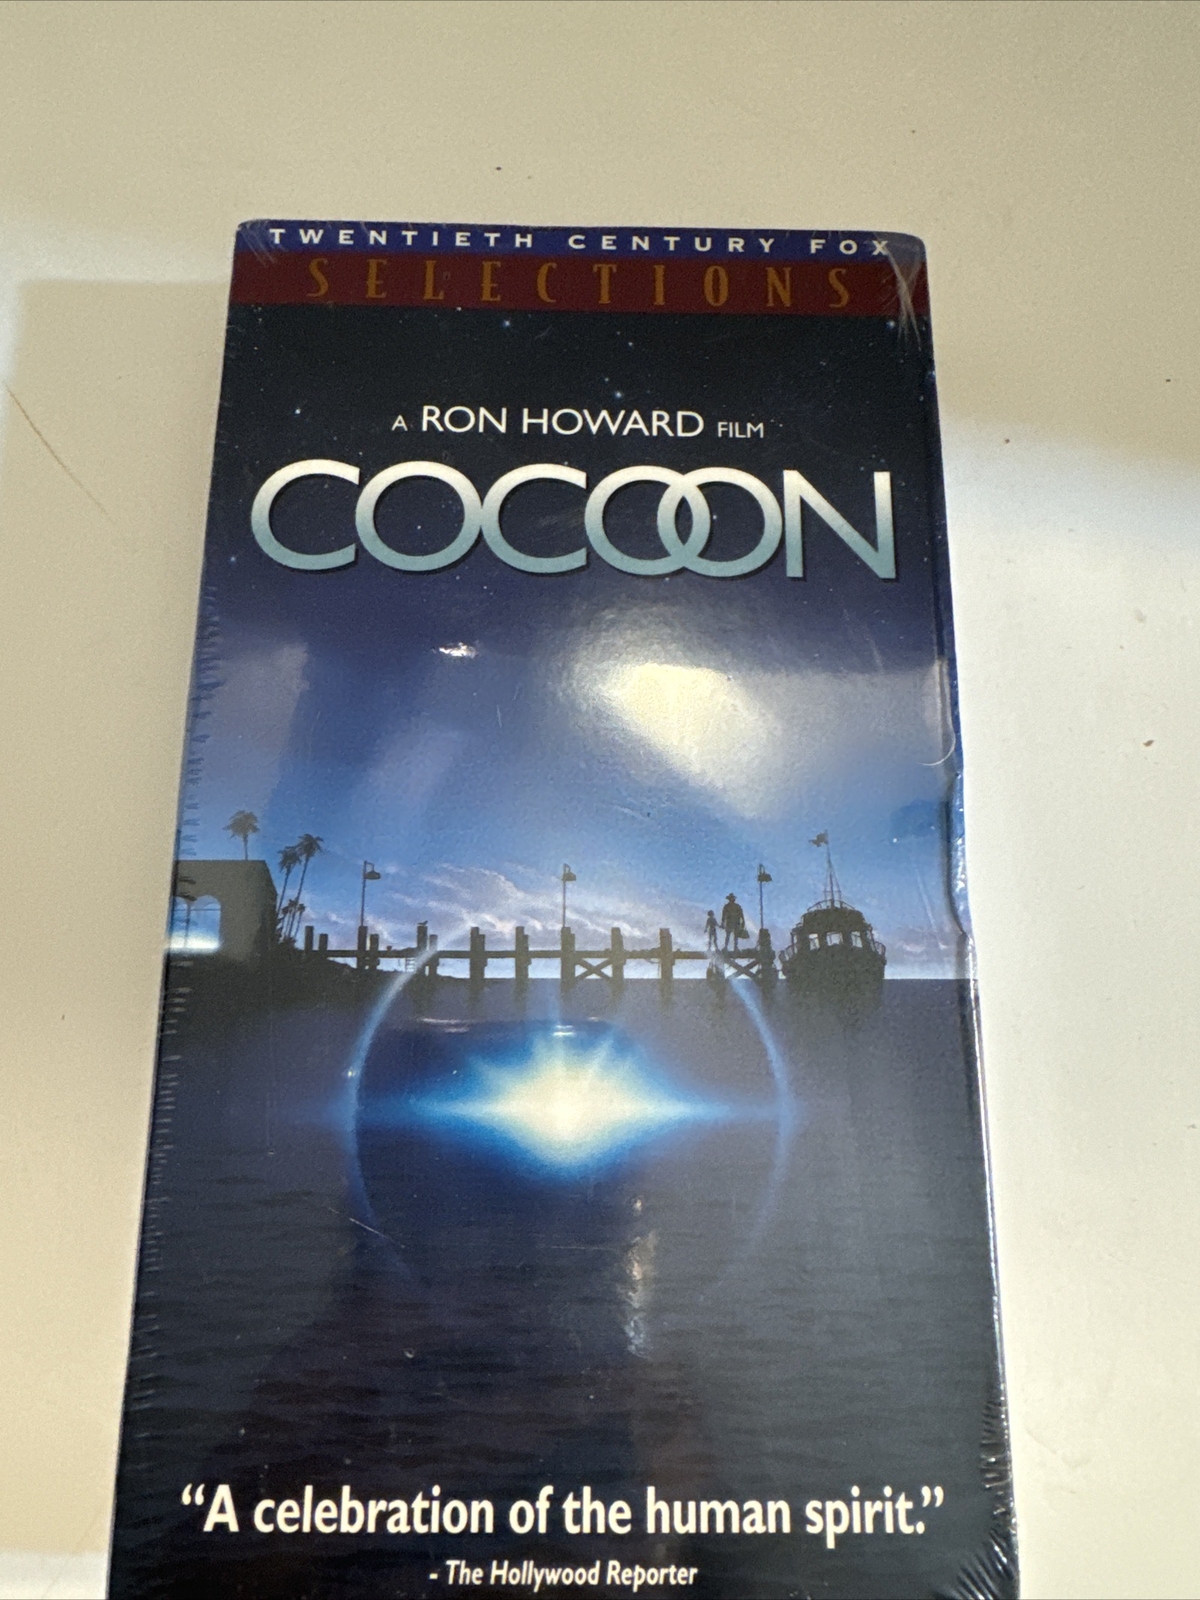 TWENTIETH CENTURY FOX
SELECTIONS
A RON HOWARD FILM
COCOON
“A celebration of the human spirit.”
- The Hollywood Reporter